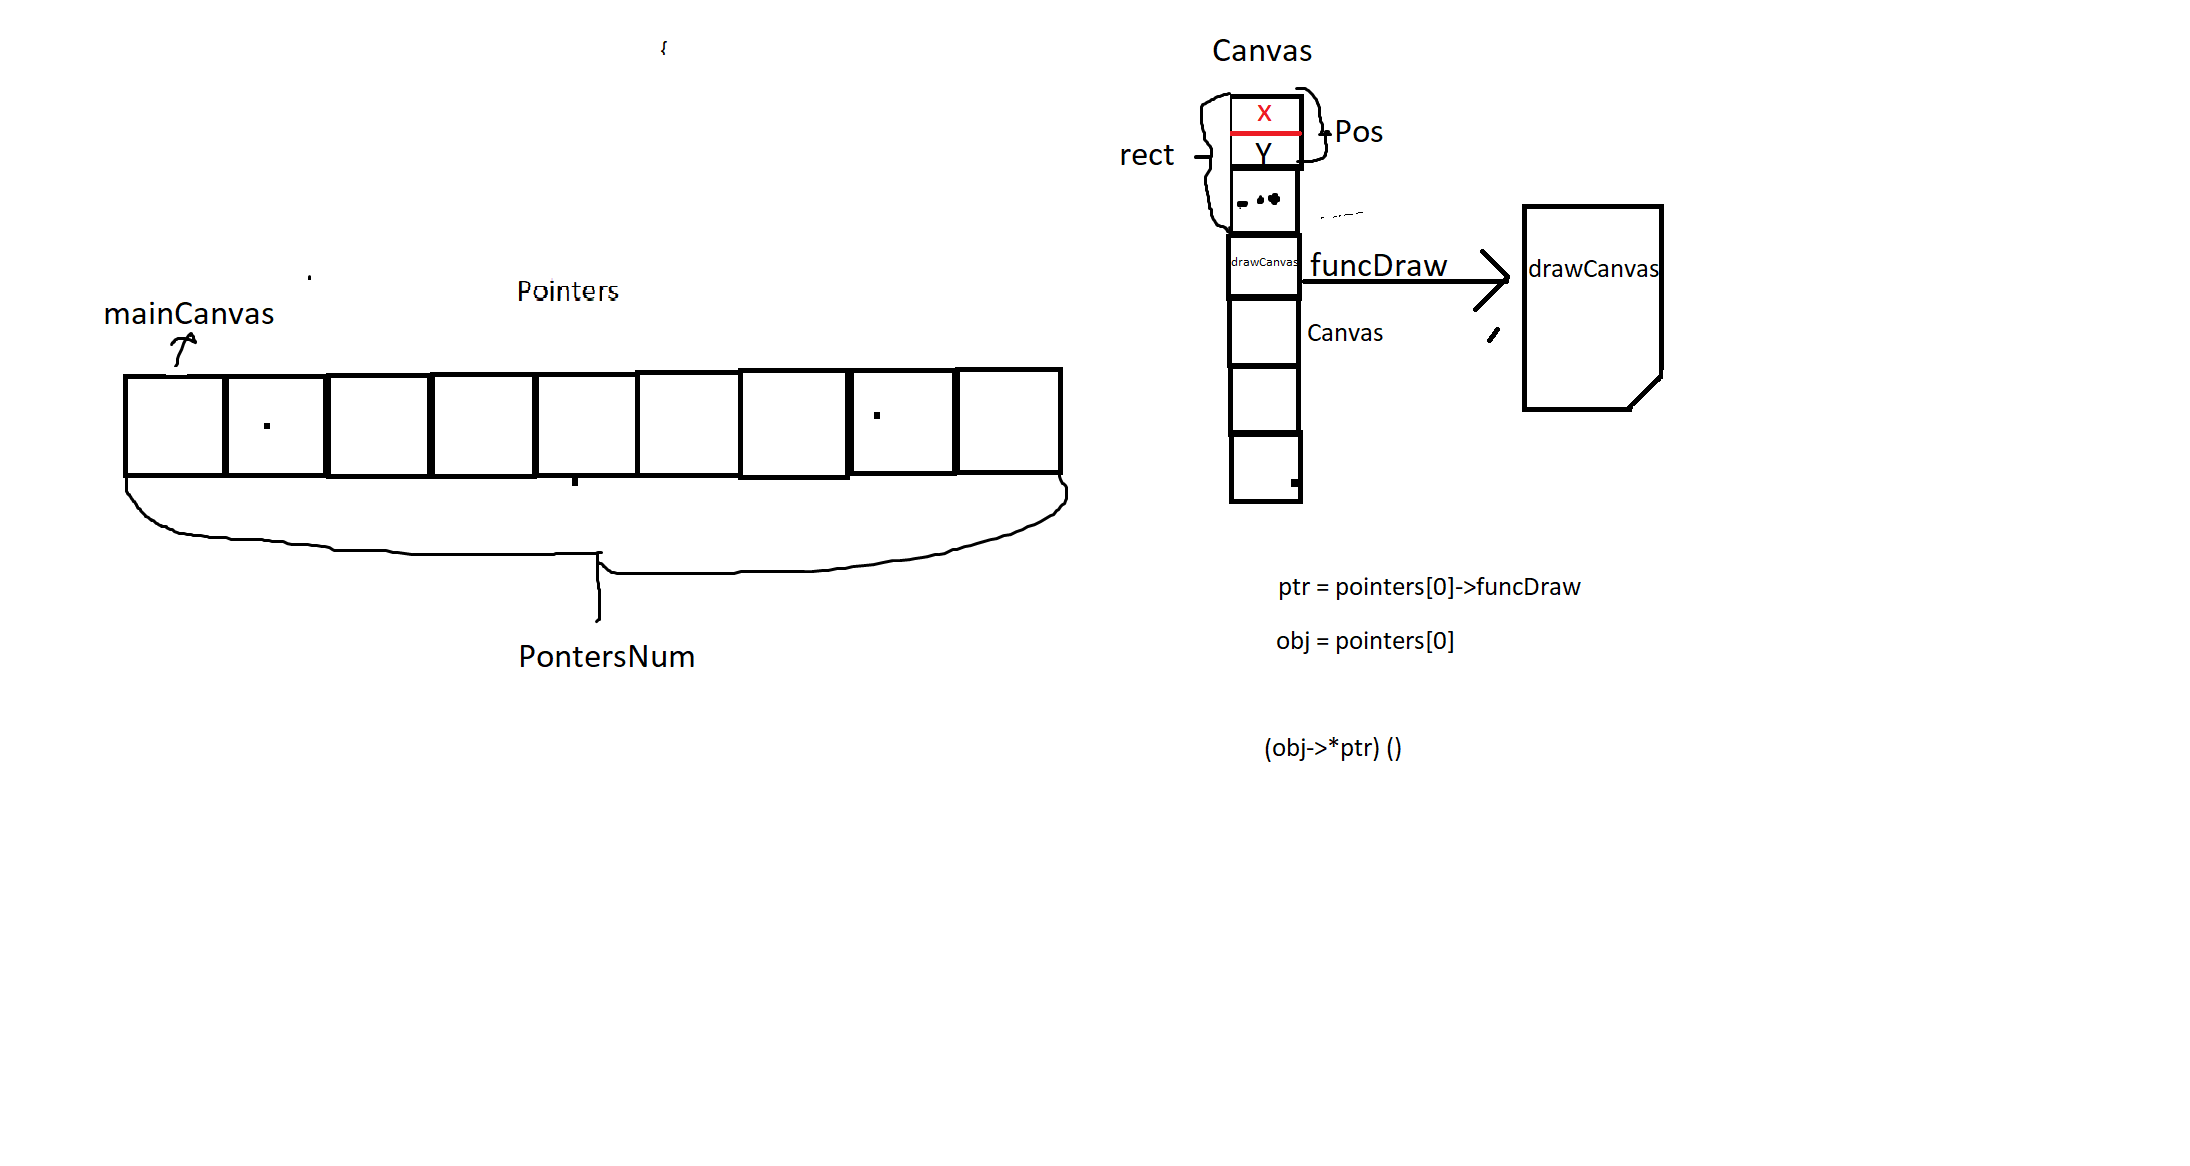 {
Canvas
X
Pos
Y
rect
drawCanvas
funcDraw
drawCanvas
Pointers
mainCanvas
Canvas
ptr = pointers[0]->funcDraw
obj = pointers[0]
PontersNum
(obj->*ptr) ()